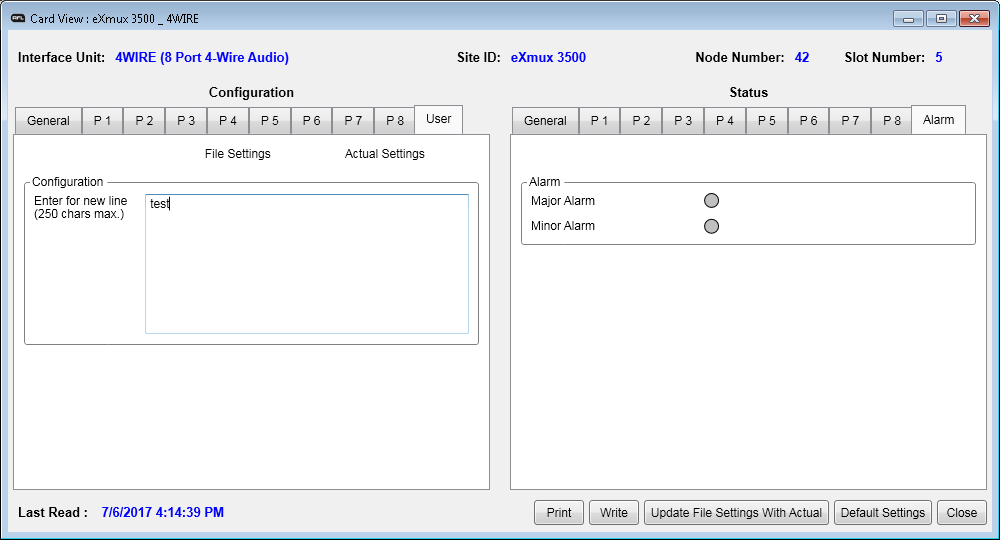 AFL Card View : eXmux 3500 _ 4WIRE
Interface Unit: 4WIRE (8 Port 4-Wire Audio) Site ID: eXmux 3500 Node Number: 42 Slot Number: 5
Configuration Status
General P 1 P 2 P 3 P 4 P 5 P 6 P 7 P 8 User General P 1 P 2 P 3 P 4 P 5 P 6 P 7 P 8 Alarm
File Settings Actual Settings
Configuration
Enter for new line
(250 chars max.)
test
Alarm
Major Alarm
Minor Alarm
Last Read : 7/6/2017 4:14:39 PM Print Write Update File Settings With Actual Default Settings Close